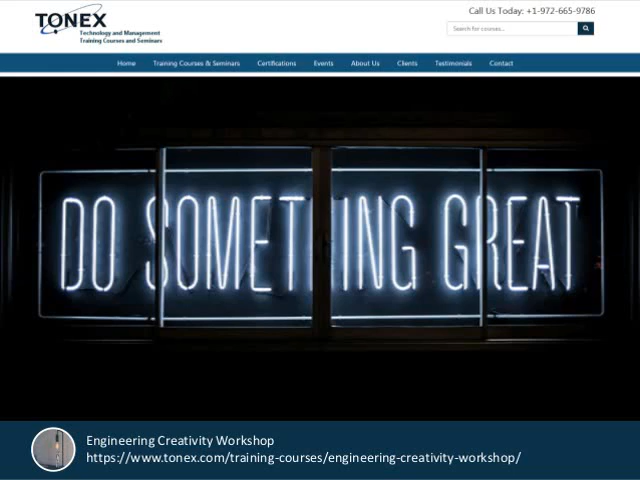 TONEX
Technology and Management
Training Courses and Seminars
Call Us Today: +1-972-665-9786
Search for courses...
Home Training Courses & Seminars Certifications Events About Us Clients Testimonials Contact
DO SOMETHING GREAT
Engineering Creativity Workshop
https://www.tonex.com/training-courses/engineering-creativity-workshop/